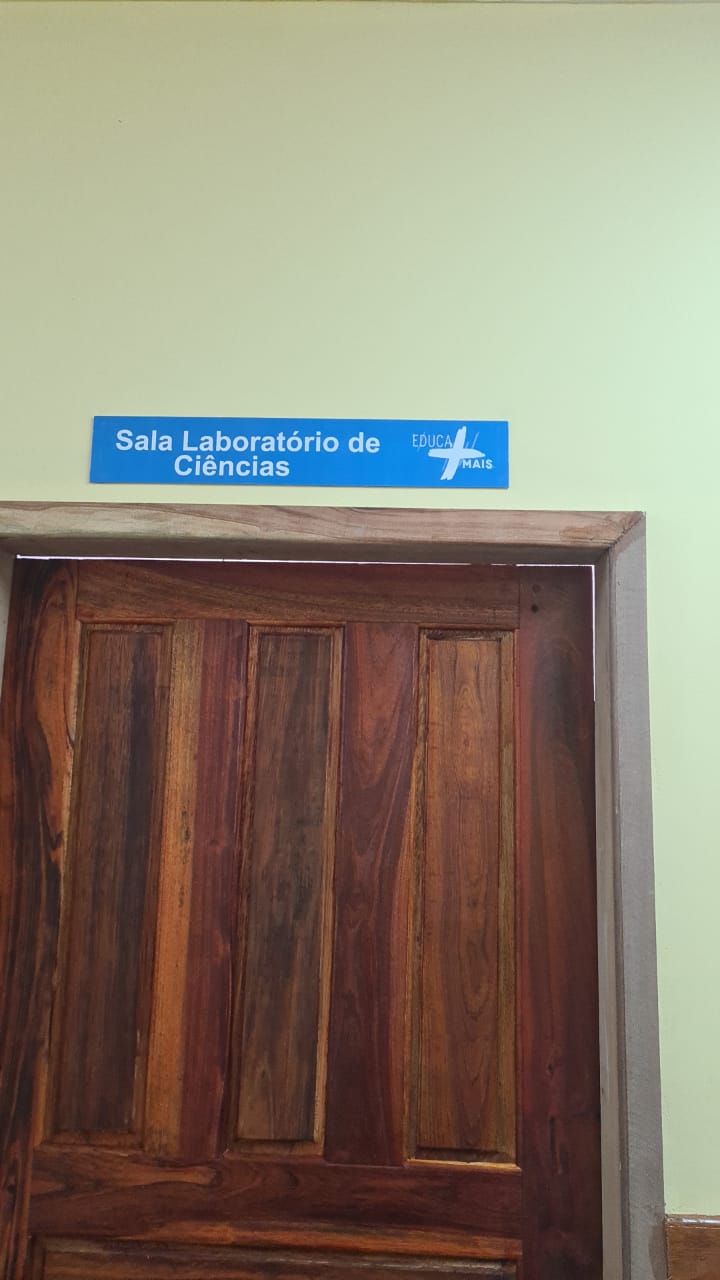 Sala Laboratório de
Ciências
EDUCA
MAIS